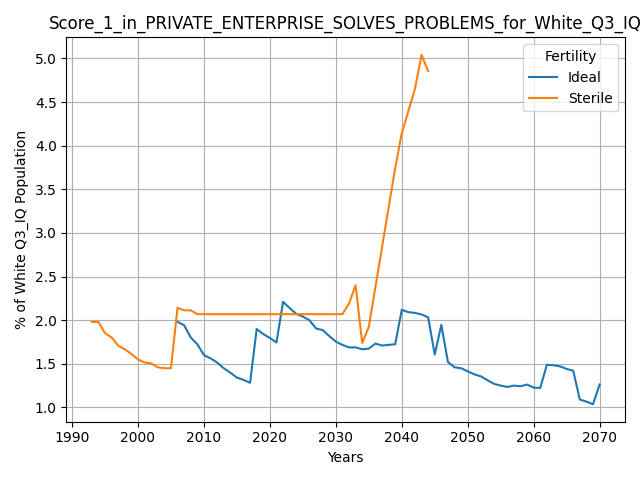 Score_1_in_PRIVATE_ENTERPRISE_SOLVES_PROBLEMS_for_White_Q3_IQ
Fertility
Ideal
Sterile
% of White Q3_IQ Population
5.0
4.5
4.0
3.5
3.0
2.5
2.0
1.5
1.0
1990 2000 2010 2020 2030 2040 2050 2060 2070
Years